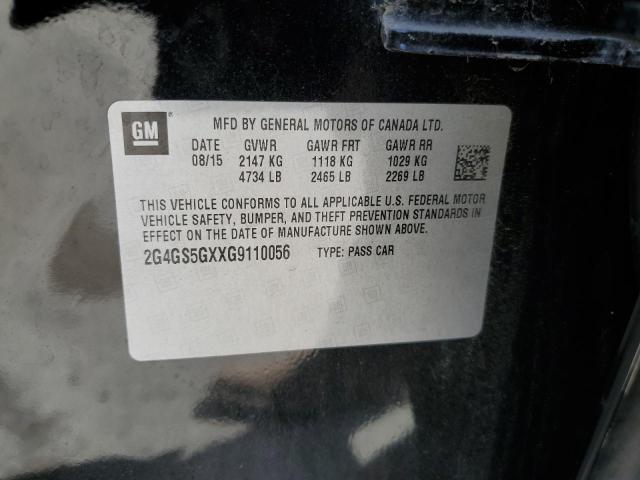 GM ® MFD BY GENERAL MOTORS OF CANADA LTD.
DATE GVWR GAWR FRT GAWR RR
08/15 2147 KG 1118 KG 1029 KG
4734 LB 2465 LB 2269 LB
THIS VEHICLE CONFORMS TO ALL APPLICABLE U.S. FEDERAL MOTOR
VEHICLE SAFETY, BUMPER, AND THEFT PREVENTION STANDARDS IN
EFFECT ON THE DATE OF MANUFACTURE SHOWN ABOVE.
2G4GS5GXXG9110056 TYPE: PASS CAR